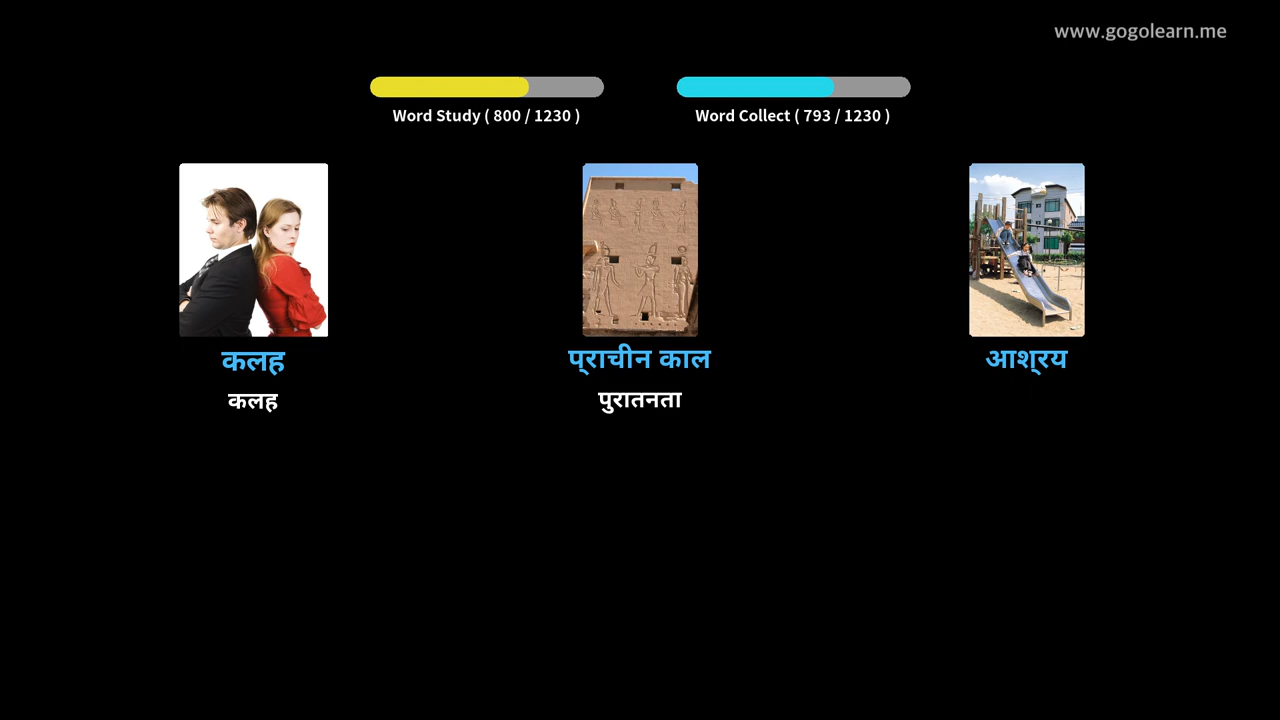 www.gogolearn.me
Word Study ( 800 / 1230 )
Word Collect ( 793 / 1230 )
कलह
प्राचीन काल
आश्रय
कलह
पुरातनता